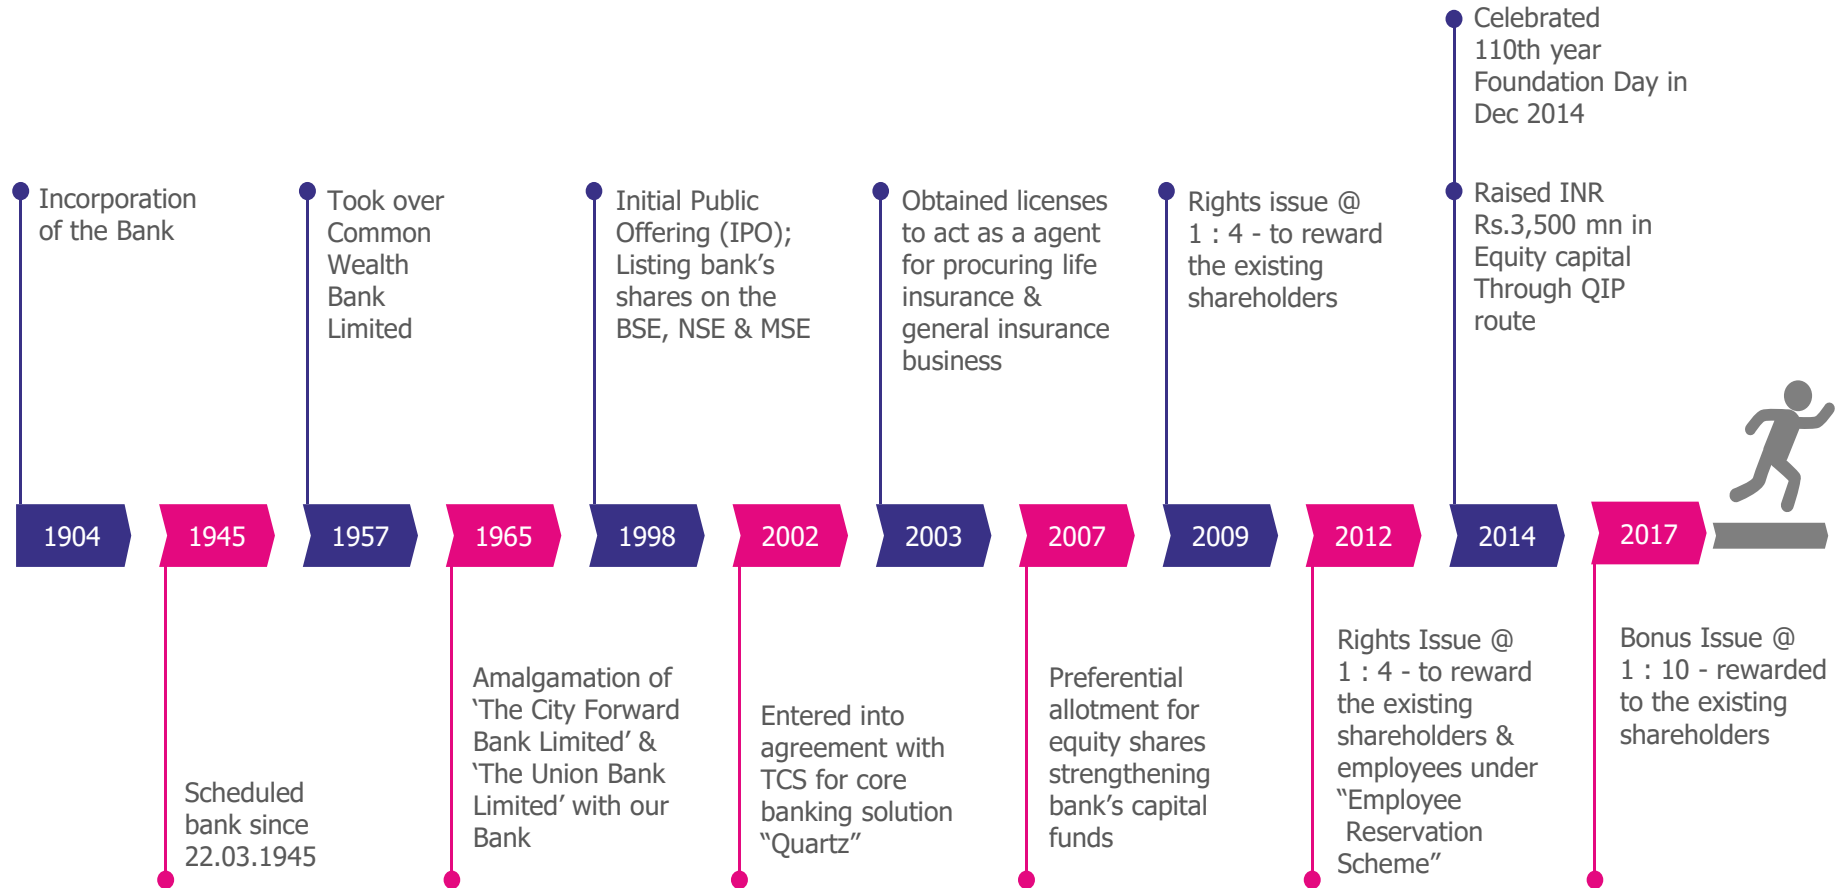 Celebrated
110th year
Foundation Day in
Dec 2014
Incorporation
of the Bank
Took over
Common
Wealth
Bank
Limited
Initial Public
Offering (IPO);
Listing bank’s
shares on the
BSE, NSE & MSE
Obtained licenses
to act as a agent
for procuring life
insurance &
general insurance
business
Rights issue @
1 : 4 - to reward
the existing
shareholders
Raised INR
Rs.3,500 mn in
Equity capital
Through QIP
route
1904
1945
1957
1965
1998
2002
2003
2007
2009
2012
2014
2017
Scheduled
bank since
22.03.1945
Amalgamation of
‘The City Forward
Bank Limited’ &
‘The Union Bank
Limited’ with our
Bank
Entered into
agreement with
TCS for core
banking solution
“Quartz”
Preferential
allotment for
equity shares
strengthening
bank’s capital
funds
Rights Issue @
1 : 4 - to reward
the existing
shareholders &
employees under
“Employee
Reservation
Scheme”
Bonus Issue @
1 : 10 - rewarded
to the existing
shareholders